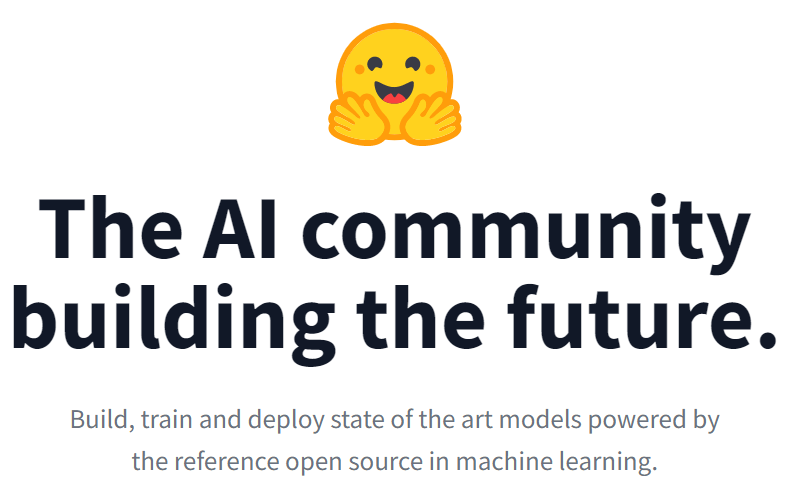 The AI community
building the future.
Build, train and deploy state of the art models powered by
the reference open source in machine learning.